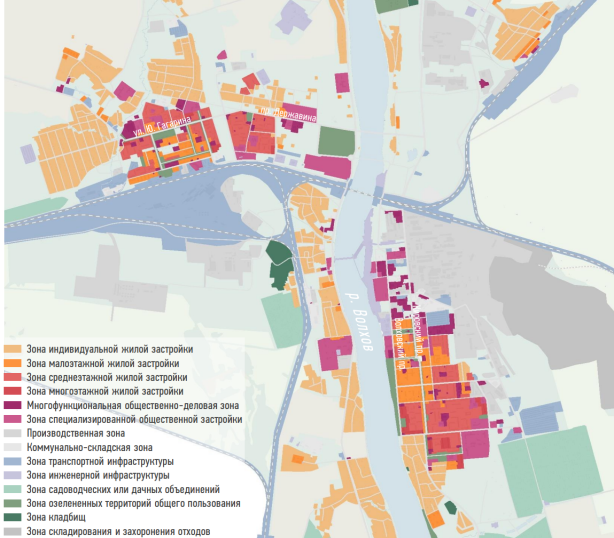 ул. Ю. Гагарина
Державина
р. Волхов
Волховский пр.
Зона индивидуальной жилой застройки
Зона малоэтажной жилой застройки
Зона среднеэтажной жилой застройки
Зона многоэтажной жилой застройки
Многофункциональная общественно-деловая зона
Зона специализированной общественной застройки
Производственная зона
Коммунально-складская зона
Зона транспортной инфраструктуры
Зона инженерной инфраструктуры
Зона садоводческих или дачных объединений
Зона озелененных территорий общего пользования
Зона кладбищ
Зона складирования и захоронения отходов